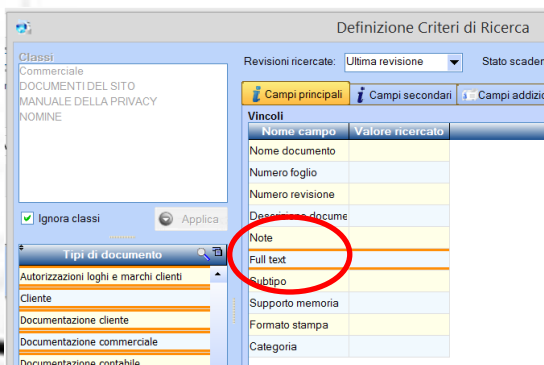 Definizione Criteri di Ricerca
Classi
Commerciale
DOCUMENTI DEL SITO
MANUALE DELLA PRIVACY
NOMINE
Ignora classi
Applica
Tipi di documento
Autorizzazioni loghi e marchi clienti
Cliente
Documentazione cliente
Documentazione commerciale
Documentazione contabile
Revisioni ricercate: Ultima revisione Stato scaden
Campi principali Campi secondari Campi addizio
Vincoli
Nome campo Valore ricercato
Nome documento
Numero foglio
Numero revisione
Descrizione docume
Note
Full text
Subtipo
Supporto memoria
Formato stampa
Categoria